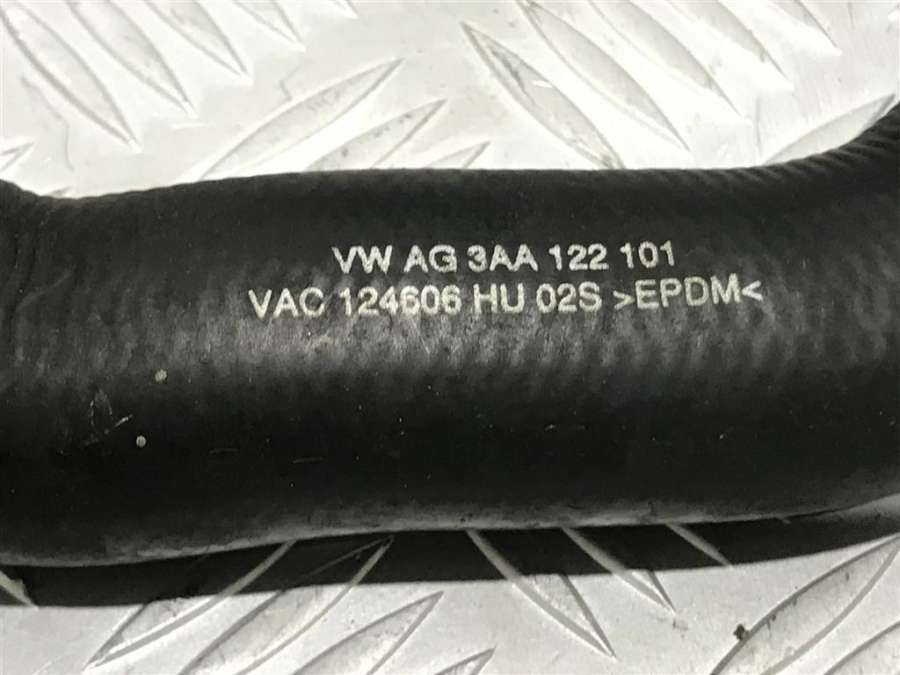 VW AG 3AA 122 101
VAC 124606 HU 02S >EPDM<